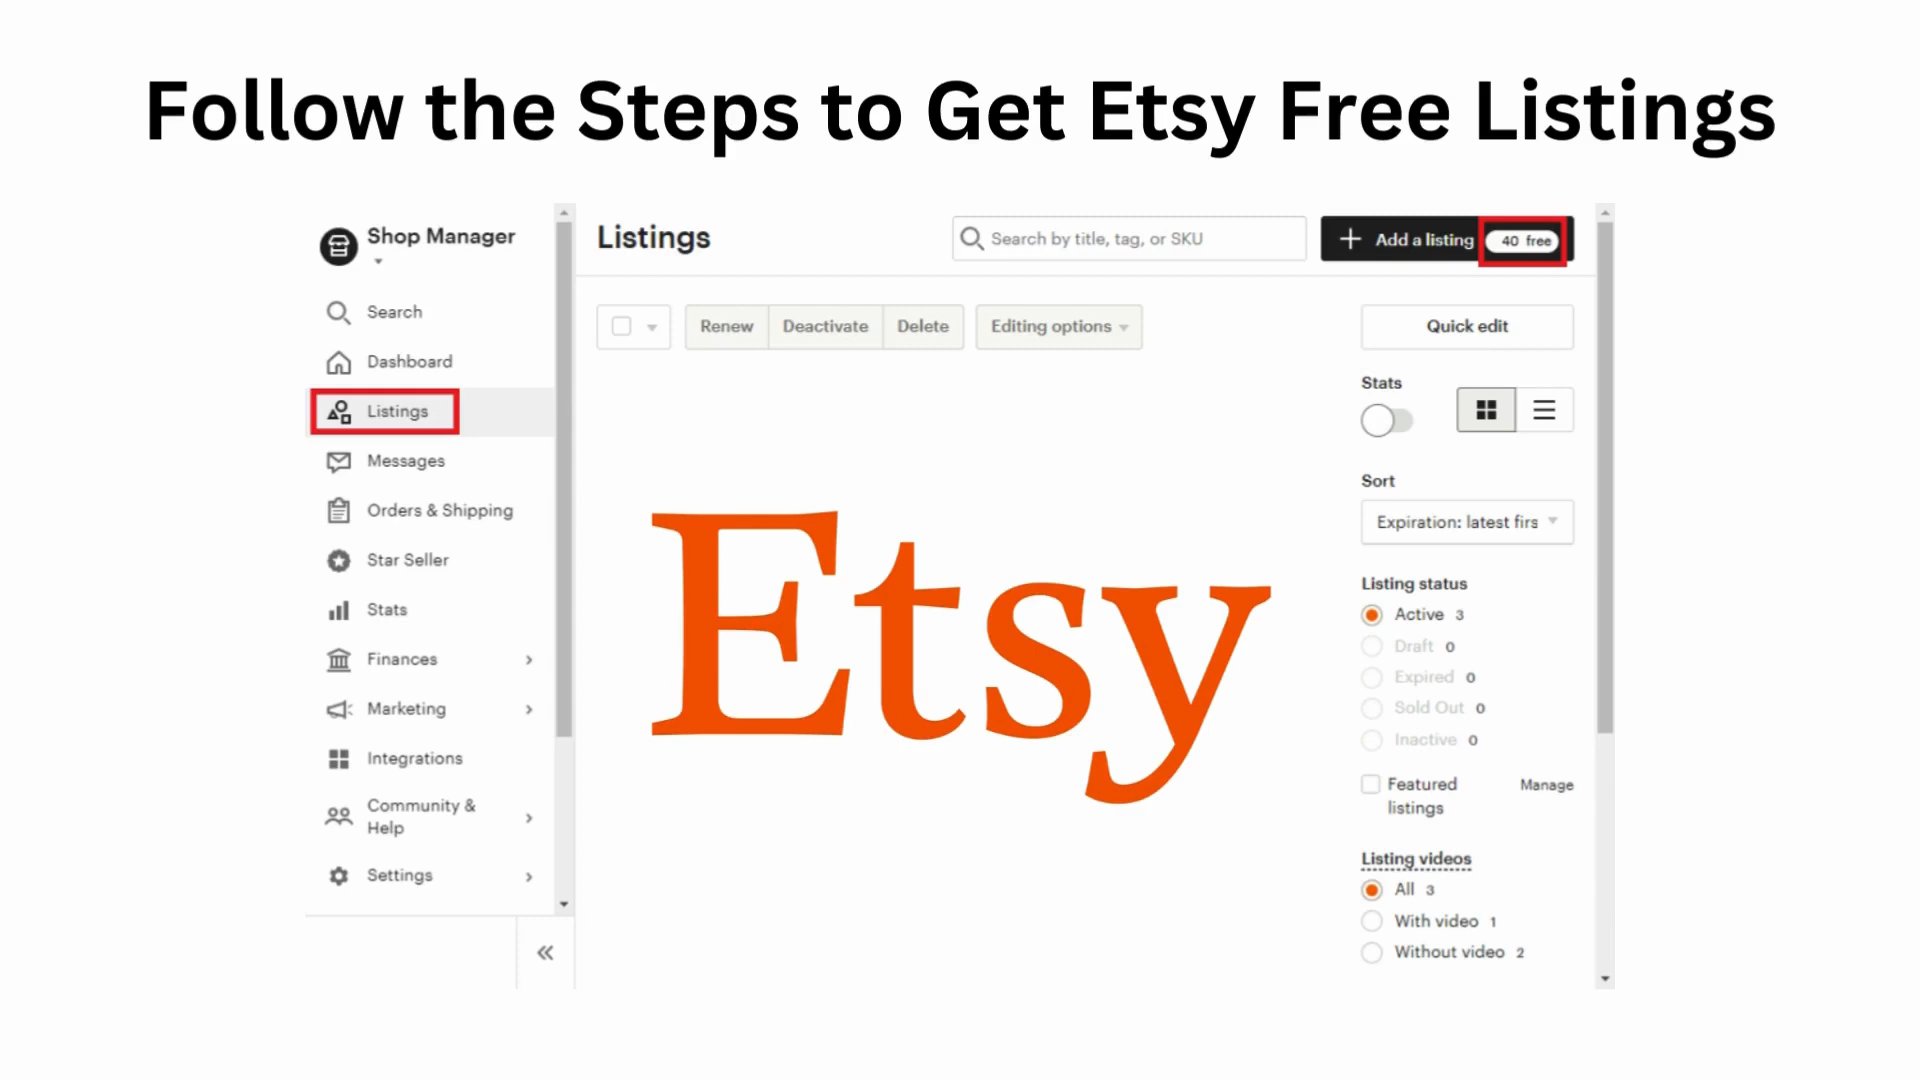 Follow the Steps to Get Etsy Free Listings
Shop Manager
Search
Dashboard
Listings
Messages
Orders & Shipping
Star Seller
Stats
Finances
Marketing
Integrations
Community &
Help
Settings
Listings
Search by title, tag, or SKU
Add a listing 40 free
Renew Deactivate Delete Editing options
Quick edit
Stats
Sort
Expiration: latest firs
Listing status
Active 3
Draft 0
Expired 0
Sold Out 0
Inactive 0
Featured Manage
listings
Listing videos
All 3
With video 1
Without video 2
Etsy